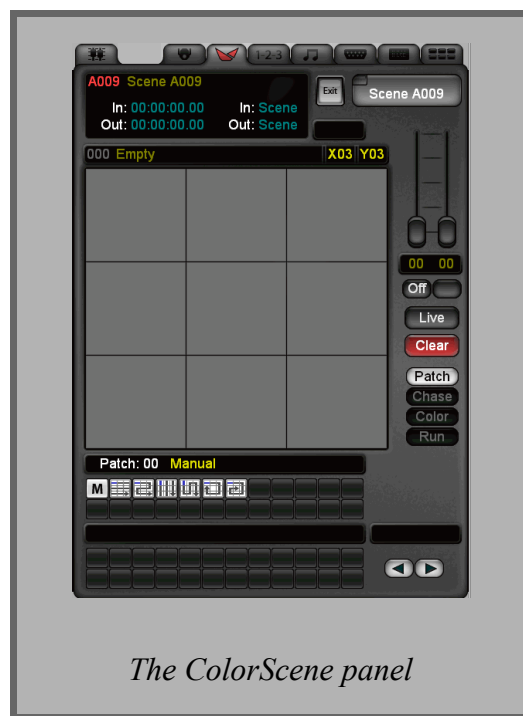 1-2-3
A009 Scene A009
In: 00:00:00.00 In: Scene
Out: 00:00:00.00 Out: Scene
Exit
Scene A009
000 Empty X03 Y03
00 00
Off
Live
Clear
Patch
Chase
Color
Run
Patch: 00 Manual
M
The ColorScene panel